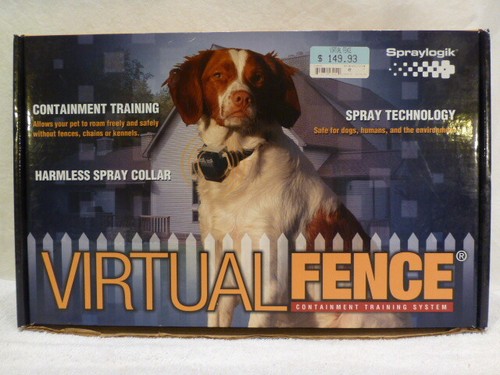 Spraylogik
$ 149.93
CONTAINMENT TRAINING
Allows your pet to roam freely and safely
without fences, chains or kennels.
SPRAY TECHNOLOGY
Safe for dogs, humans, and the environment.
HARMLESS SPRAY COLLAR
VIRTUAL FENCE®
CONTAINMENT TRAINING SYSTEM